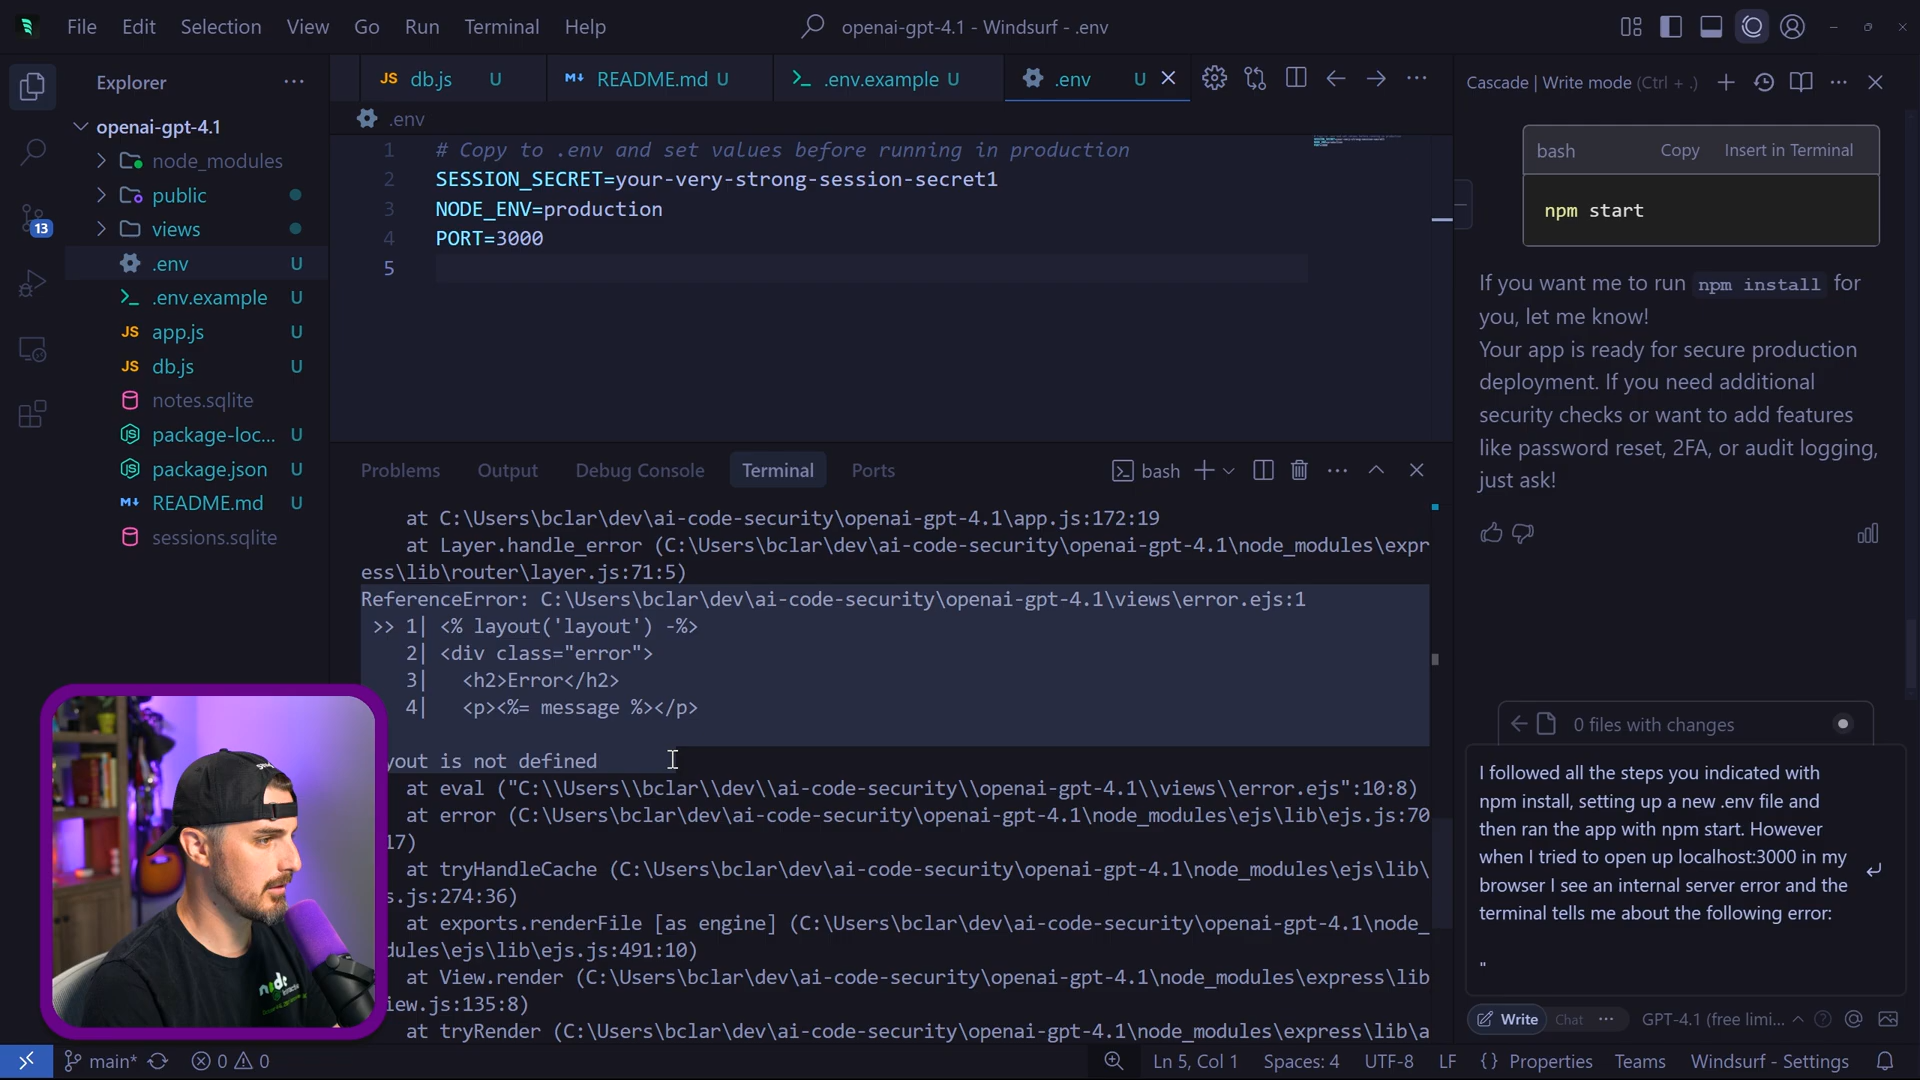 File Edit Selection View Go Run Terminal Help
openai-gpt-4.1 - Windsurf - .env
Explorer
openai-gpt-4.1
node_modules
public
views
.env U
.env.example U
JS app.js U
JS db.js U
notes.sqlite
package-loc... U
package.json U
README.md U
sessions.sqlite
13
JS db.js U
README.md U
.env.example U
.env U
.env
1 # Copy to .env and set values before running in production
2 SESSION_SECRET=your-very-strong-session-secret1
3 NODE_ENV=production
4 PORT=3000
5
Problems Output Debug Console Terminal Ports
bash
at C:\Users\bclar\dev\ai-code-security\openai-gpt-4.1\app.js:172:19
at Layer.handle_error (C:\Users\bclar\dev\ai-code-security\openai-gpt-4.1\node_modules\expr
ess\lib\router\layer.js:71:5)
ReferenceError: C:\Users\bclar\dev\ai-code-security\openai-gpt-4.1\views\error.ejs:1
>> 1| <% layout('layout') -%>
2| <div class="error">
3| <h2>Error</h2>
4| <p><%= message %></p>
yout is not defined
at eval ("C:\\Users\\bclar\\dev\\ai-code-security\\openai-gpt-4.1\\views\\error.ejs":10:8)
at error (C:\Users\bclar\dev\ai-code-security\openai-gpt-4.1\node_modules\ejs\lib\ejs.js:70
17)
at tryHandleCache (C:\Users\bclar\dev\ai-code-security\openai-gpt-4.1\node_modules\ejs\lib\
s.js:274:36)
at exports.renderFile [as engine] (C:\Users\bclar\dev\ai-code-security\openai-gpt-4.1\node_
dules\ejs\lib\ejs.js:491:10)
at View.render (C:\Users\bclar\dev\ai-code-security\openai-gpt-4.1\node_modules\express\lib
iew.js:135:8)
at tryRender (C:\Users\bclar\dev\ai-code-security\openai-gpt-4.1\node_modules\express\lib\a
Cascade | Write mode (Ctrl + .)
bash Copy Insert in Terminal
npm start
If you want me to run npm install for
you, let me know!
Your app is ready for secure production
deployment. If you need additional
security checks or want to add features
like password reset, 2FA, or audit logging,
just ask!
0 files with changes
I followed all the steps you indicated with
npm install, setting up a new .env file and
then ran the app with npm start. However
when I tried to open up localhost:3000 in my
browser I see an internal server error and the
terminal tells me about the following error:
"
Write Chat GPT-4.1 (free limi...
main* 0 0
Ln 5, Col 1 Spaces: 4 UTF-8 LF {} Properties Teams Windsurf - Settings